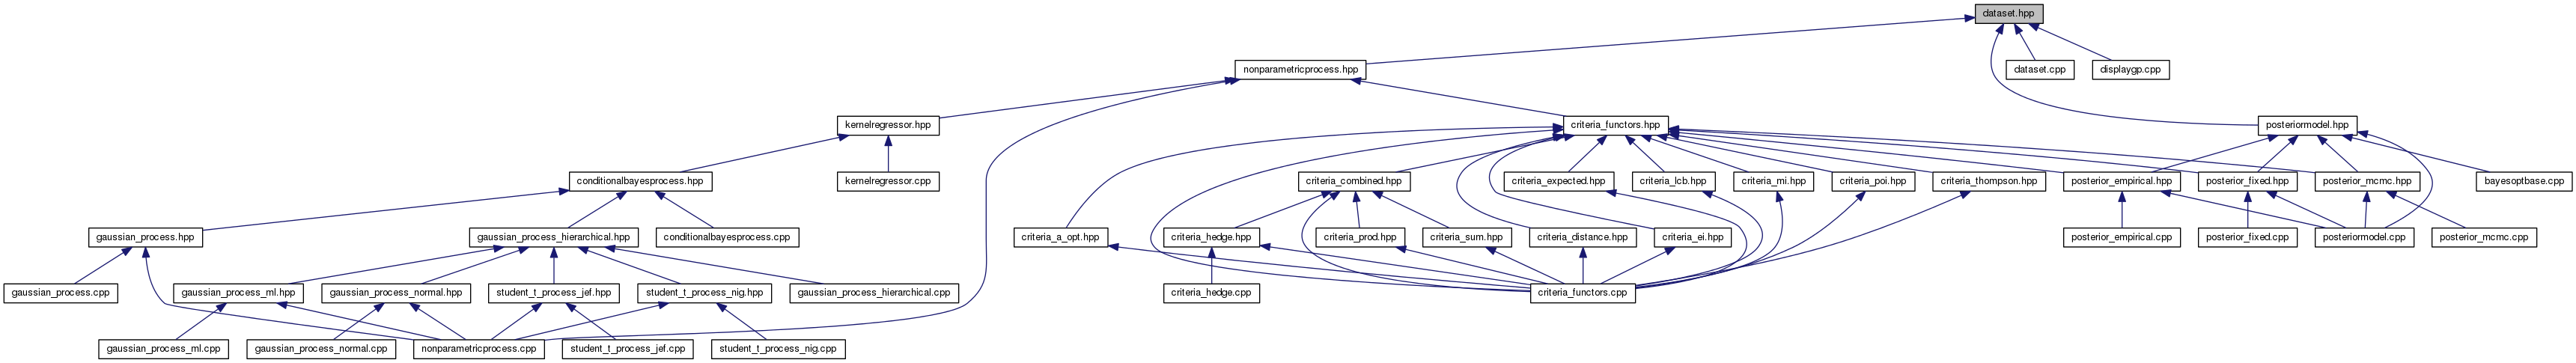 dataset.hpp
nonparametricprocess.hpp
dataset.cpp
displaygp.cpp
kernelregressor.hpp
criteria_functors.hpp
posteriormodel.hpp
conditionalbayesprocess.hpp
kernelregressor.cpp
criteria_combined.hpp
criteria_expected.hpp
criteria_lcb.hpp
criteria_mi.hpp
criteria_poi.hpp
criteria_thompson.hpp
posterior_empirical.hpp
posterior_fixed.hpp
posterior_mcmc.hpp
bayesoptbase.cpp
gaussian_process.hpp
gaussian_process_hierarchical.hpp
conditionalbayesprocess.cpp
criteria_a_opt.hpp
criteria_hedge.hpp
criteria_prod.hpp
criteria_sum.hpp
criteria_distance.hpp
criteria_ei.hpp
posterior_empirical.cpp
posterior_fixed.cpp
posteriormodel.cpp
posterior_mcmc.cpp
gaussian_process.cpp
gaussian_process_ml.hpp
gaussian_process_normal.hpp
student_t_process_jef.hpp
student_t_process_nig.hpp
gaussian_process_hierarchical.cpp
criteria_hedge.cpp
criteria_functors.cpp
gaussian_process_ml.cpp
gaussian_process_normal.cpp
nonparametricprocess.cpp
student_t_process_jef.cpp
student_t_process_nig.cpp